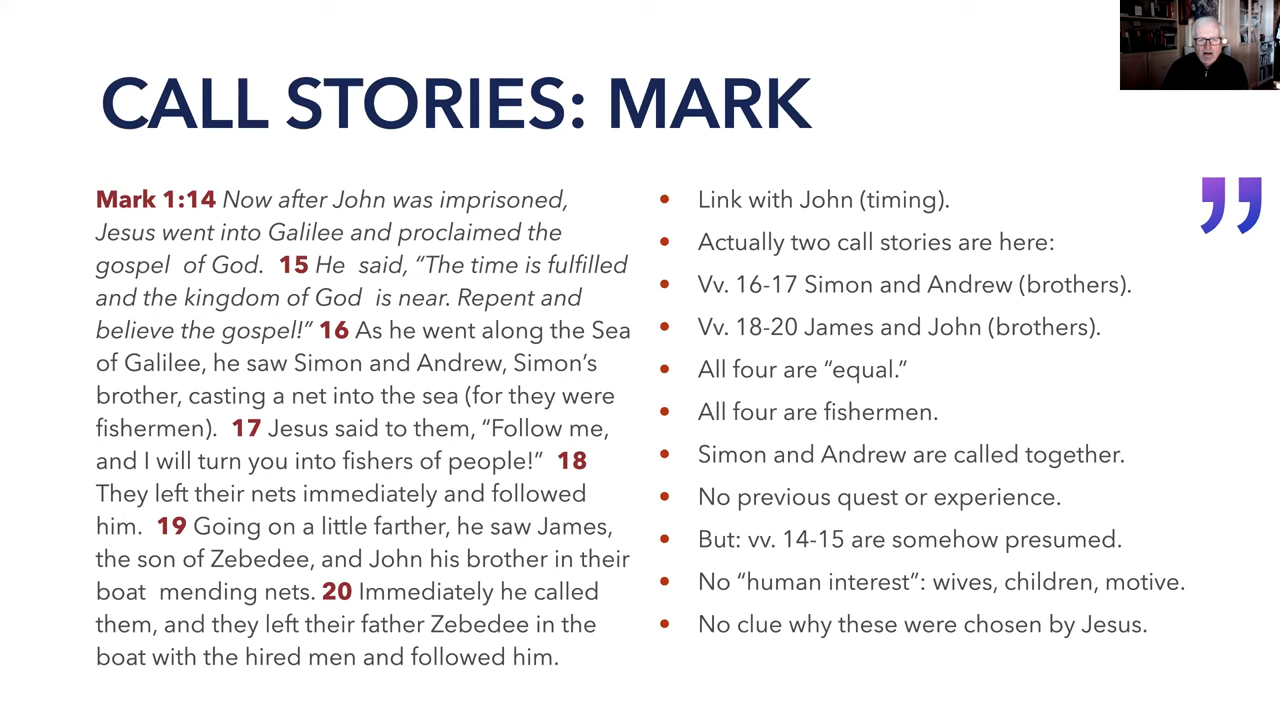 CALL STORIES: MARK
Mark 1:14 Now after John was imprisoned,
Jesus went into Galilee and proclaimed the
gospel of God. 15 He said, “The time is fulfilled
and the kingdom of God is near. Repent and
believe the gospel!” 16 As he went along the Sea
of Galilee, he saw Simon and Andrew, Simon’s
brother, casting a net into the sea (for they were
fishermen). 17 Jesus said to them, “Follow me,
and I will turn you into fishers of people!” 18
They left their nets immediately and followed
him. 19 Going on a little farther, he saw James,
the son of Zebedee, and John his brother in their
boat mending nets. 20 Immediately he called
them, and they left their father Zebedee in the
boat with the hired men and followed him.
• Link with John (timing).
• Actually two call stories are here:
• Vv. 16-17 Simon and Andrew (brothers).
• Vv. 18-20 James and John (brothers).
• All four are “equal.”
• All four are fishermen.
• Simon and Andrew are called together.
• No previous quest or experience.
• But: vv. 14-15 are somehow presumed.
• No “human interest”: wives, children, motive.
• No clue why these were chosen by Jesus.
”